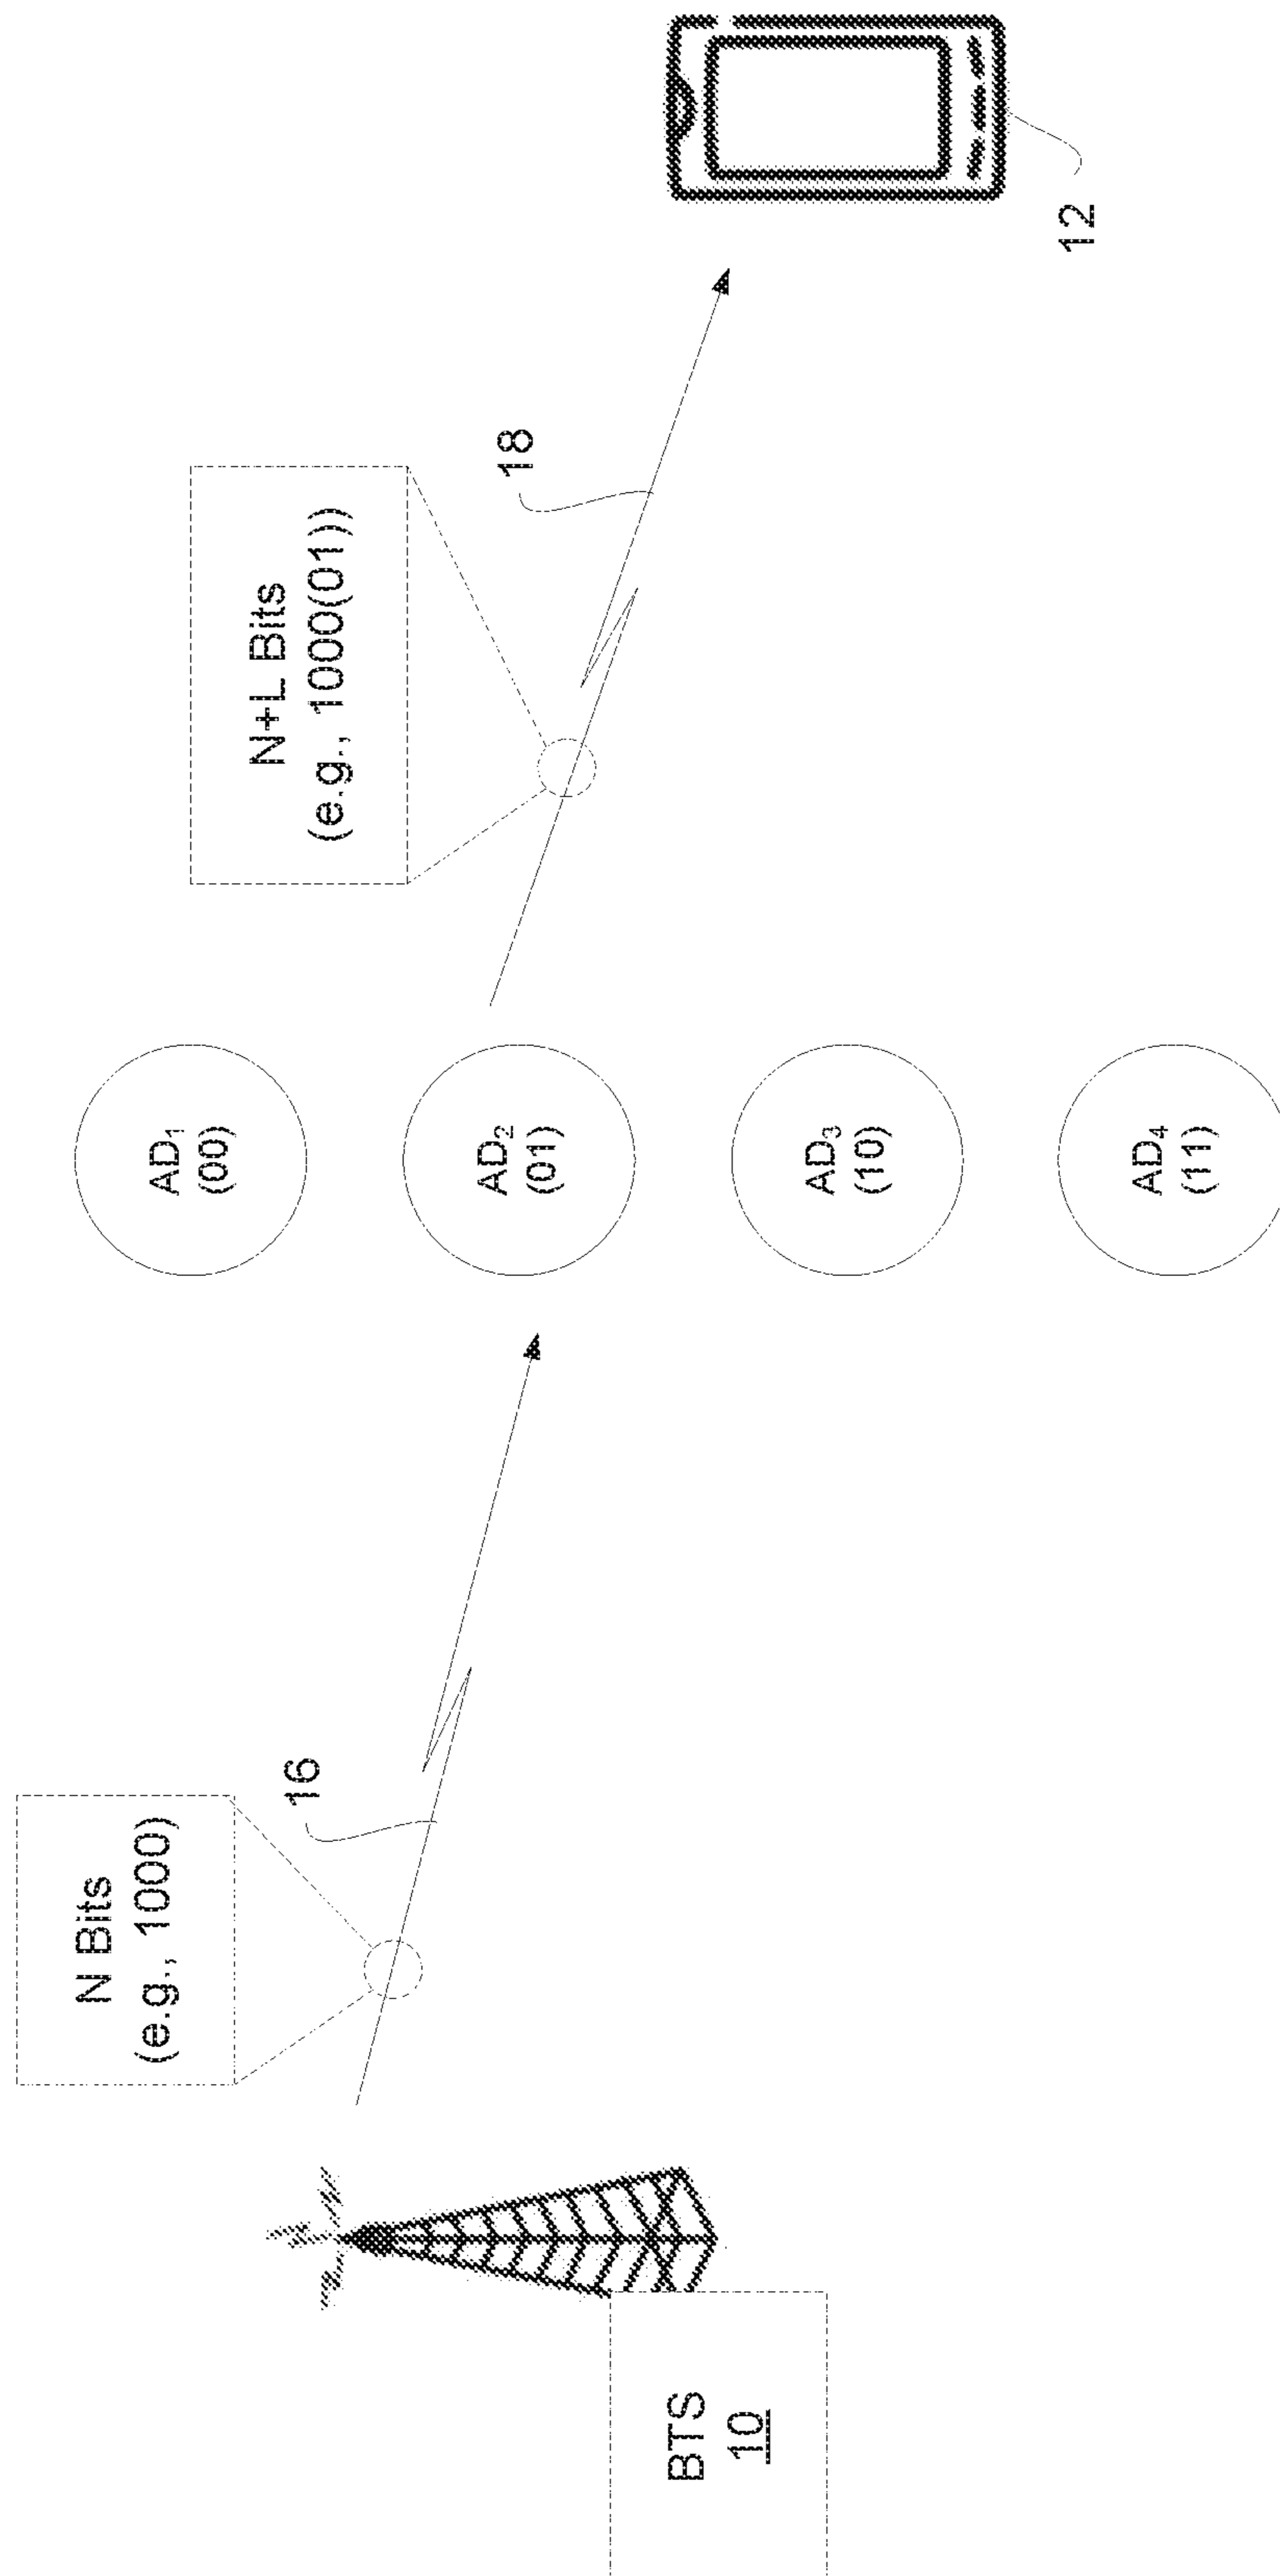 BTS
10
N Bits
(e.g., 1000)
16
AD1
(00)
AD2
(01)
AD3
(10)
AD4
(11)
N+L Bits
(e.g., 1000(01))
18
12